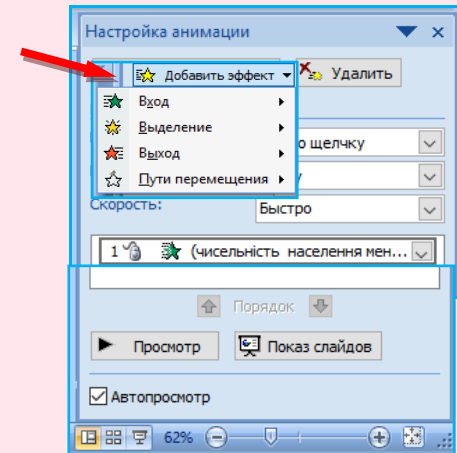 Настройка анимации
Добавить эффект
Удалить
Вход
Выделение
Выход
Пути перемещения
о щелчку
у
Скорость:
Быстро
1 (чисельність населення мен...
Порядок
Просмотр
Показ слайдов
Автопросмотр
62%